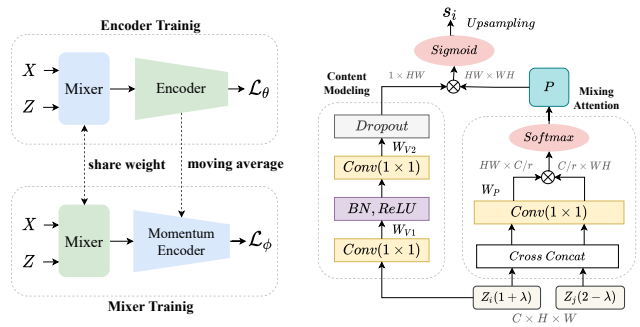 Encoder Trainig
X
Z
Mixer
Encoder
ℒθ
share weight
moving average
X
Z
Mixer
Momentum
Encoder
ℒϕ
Mixer Trainig
s_i
Upsampling
Sigmoid
1 × HW
HW × WH
Content
Modeling
P
Mixing
Attention
Dropout
W_V2
Conv(1 × 1)
BN, ReLU
W_V1
Conv(1 × 1)
Softmax
HW × C/r
C/r × WH
W_P
Conv(1 × 1)
Cross Concat
Z_i(1 + λ)
Z_j(2 − λ)
C × H × W